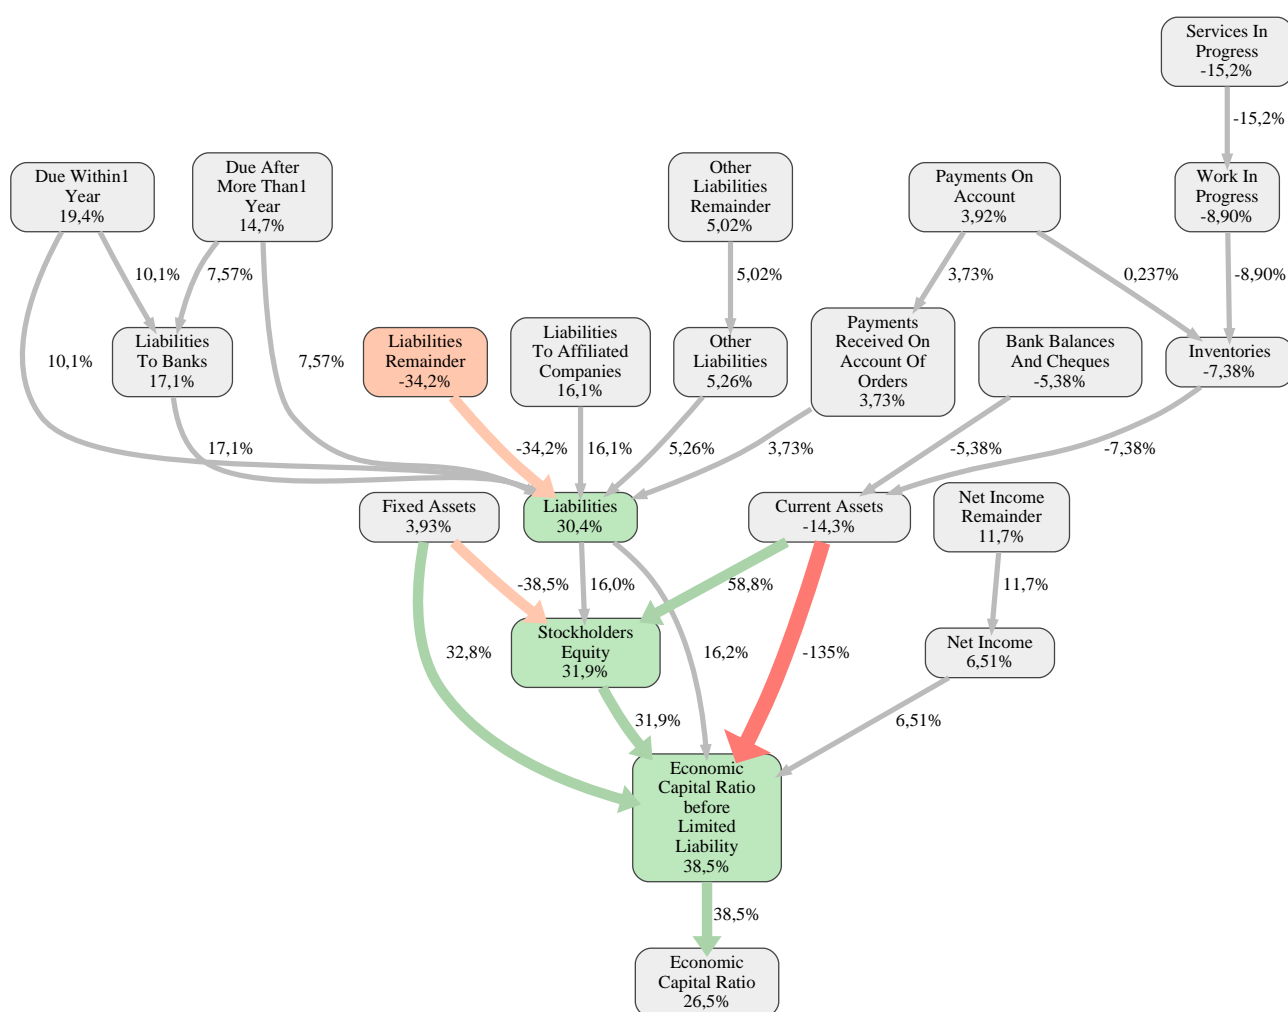 Services In
Progress
-15,2%
-15,2%
Due Within1
Year
19,4%
Due After
More Than1
Year
14,7%
Other
Liabilities
Remainder
5,02%
Payments On
Account
3,92%
Work In
Progress
-8,90%
10,1%
7,57%
5,02%
3,73%
0,237%
-8,90%
10,1%
Liabilities
To Banks
17,1%
7,57%
Liabilities
Remainder
-34,2%
Liabilities
To Affiliated
Companies
16,1%
Other
Liabilities
5,26%
Payments
Received On
Account Of
Orders
3,73%
Bank Balances
And Cheques
-5,38%
Inventories
-7,38%
17,1%
-34,2%
16,1%
5,26%
3,73%
-5,38%
-7,38%
Fixed Assets
3,93%
Liabilities
30,4%
Current Assets
-14,3%
Net Income
Remainder
11,7%
-38,5%
16,0%
58,8%
11,7%
32,8%
Stockholders
Equity
31,9%
16,2%
-135%
Net Income
6,51%
31,9%
6,51%
Economic
Capital Ratio
before
Limited
Liability
38,5%
38,5%
Economic
Capital Ratio
26,5%